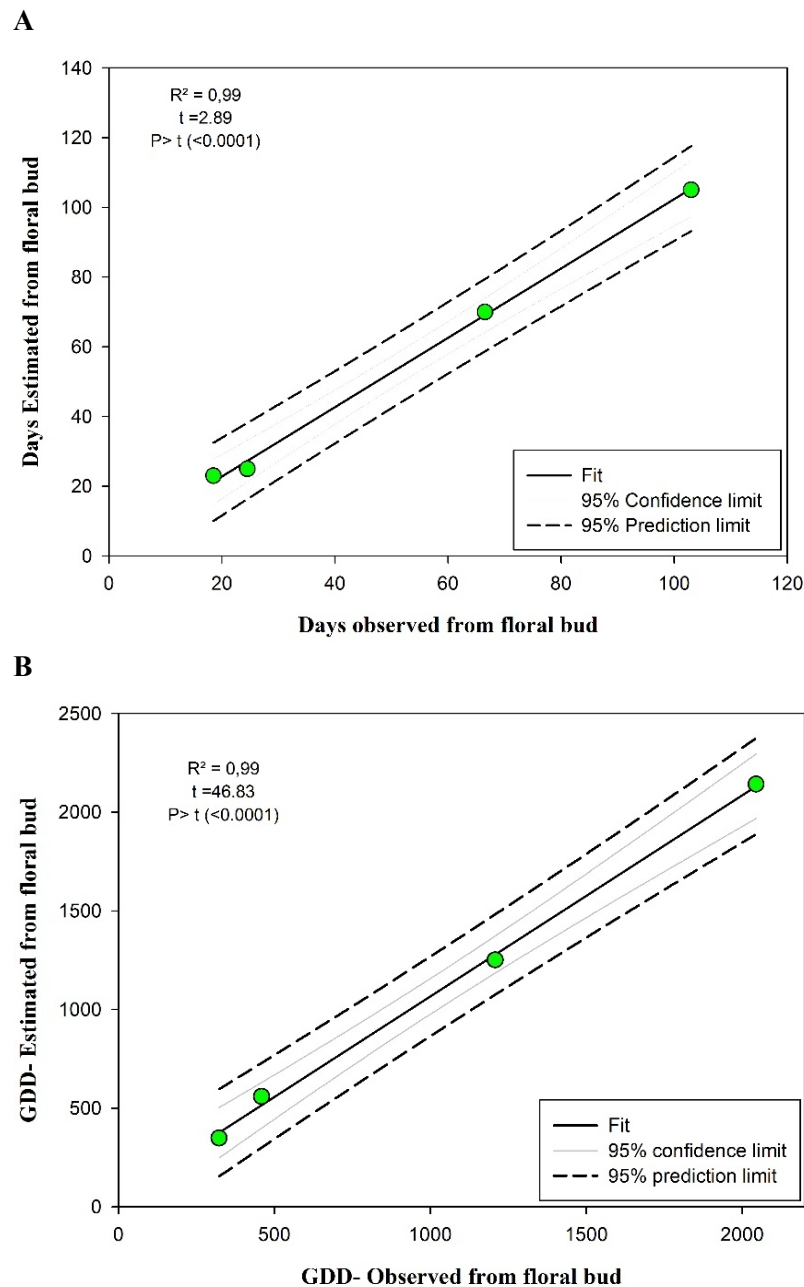 A
R² = 0,99
t =2.89
P> t (<0.0001)
140
120
100
80
60
40
20
0
Days Estimated from floral bud
Fit
95% Confidence limit
95% Prediction limit
0 20 40 60 80 100 120
Days observed from floral bud
B
R² = 0,99
t =46.83
P> t (<0.0001)
2500
2000
1500
1000
500
0
GDD- Estimated from floral bud
Fit
95% confidence limit
95% prediction limit
0 500 1000 1500 2000
GDD- Observed from floral bud